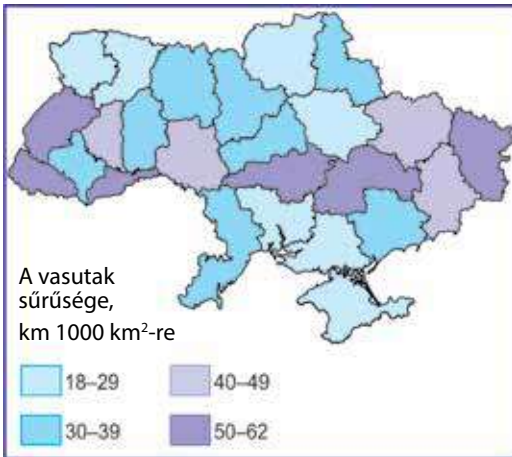 A vasutak
sűrűsége,
km 1000 km²-re
18–29
40–49
30–39
50–62